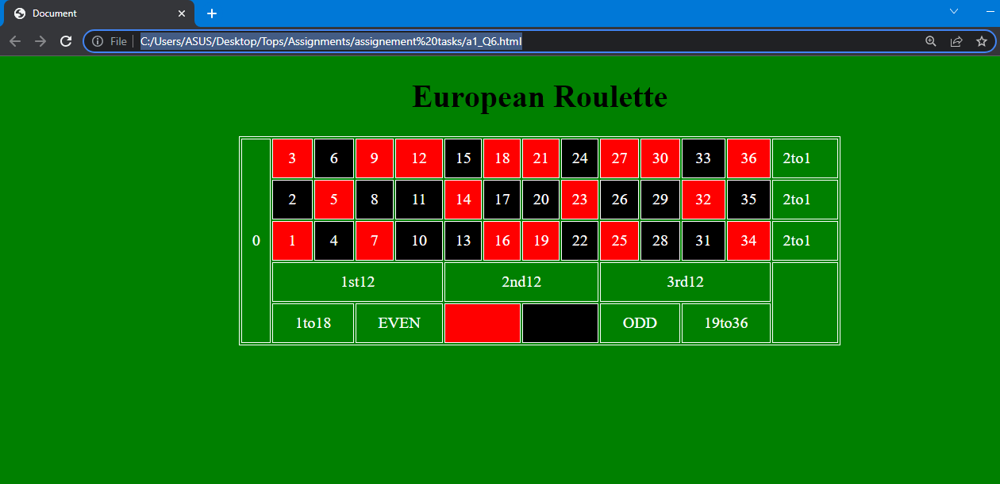 Document
File C:/Users/ASUS/Desktop/Tops/Assignments/assignement%20tasks/a1_Q6.html
European Roulette
3 6 9 12 15 18 21 24 27 30 33 36 2to1
2 5 8 11 14 17 20 23 26 29 32 35 2to1
0 1 4 7 10 13 16 19 22 25 28 31 34 2to1
1st12 2nd12 3rd12
1to18 EVEN ODD 19to36